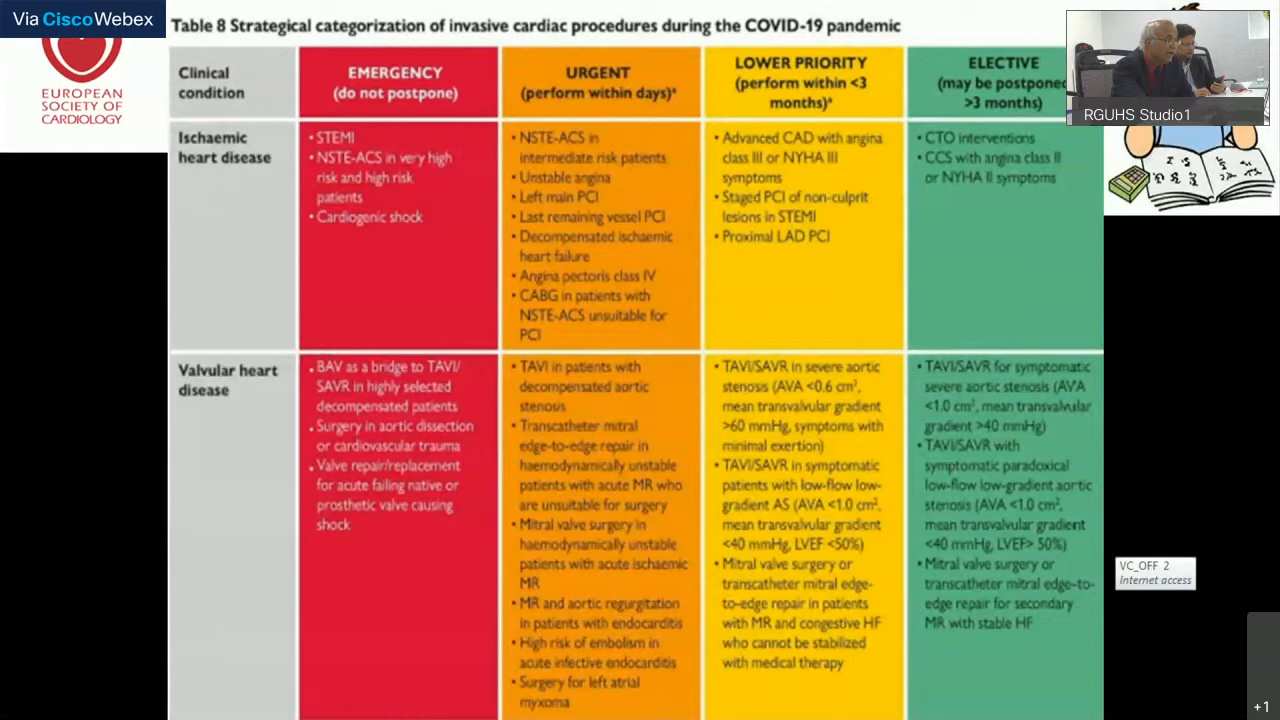 Via Cisco Webex
EUROPEAN
SOCIETY OF
CARDIOLOGY
Table 8 Strategical categorization of invasive cardiac procedures during the COVID-19 pandemic
Clinical
condition
EMERGENCY
(do not postpone)
URGENT
(perform within days)ª
LOWER PRIORITY
(perform within <3
months)ª
ELECTIVE
(may be postponed
>3 months)
RGUHS Studio1
Ischaemic
heart disease
• STEMI
• NSTE-ACS in very high
risk and high risk
patients
• Cardiogenic shock
• NSTE-ACS in
intermediate risk patients
• Unstable angina
• Left main PCI
• Last remaining vessel PCI
• Decompensated ischaemic
heart failure
• Angina pectoris class IV
• CABG in patients with
NSTE-ACS unsuitable for
PCI
• Advanced CAD with angina
class III or NYHA III
symptoms
• Staged PCI of non-culprit
lesions in STEMI
• Proximal LAD PCI
• CTO interventions
• CCS with angina class II
or NYHA II symptoms
Valvular heart
disease
• BAV as a bridge to TAVI/
SAVR in highly selected
decompensated patients
• Surgery in aortic dissection
or cardiovascular trauma
• Valve repair/replacement
for acute failing native or
prosthetic valve causing
shock
• TAVI in patients with
decompensated aortic
stenosis
• Transcatheter mitral
edge-to-edge repair in
haemodynamically unstable
patients with acute MR who
are unsuitable for surgery
• Mitral valve surgery in
haemodynamically unstable
patients with acute ischaemic
MR
• MR and aortic regurgitation
in patients with endocarditis
• High risk of embolism in
acute infective endocarditis
• Surgery for left atrial
myxoma
• TAVI/SAVR in severe aortic
stenosis (AVA <0.6 cm²,
mean transvalvular gradient
>60 mmHg, symptoms with
minimal exertion)
• TAVI/SAVR in symptomatic
patients with low-flow low-
gradient AS (AVA <1.0 cm²,
mean transvalvular gradient
<40 mmHg, LVEF <50%)
• Mitral valve surgery or
transcatheter mitral edge-
to-edge repair in patients
with MR and congestive HF
who cannot be stabilized
with medical therapy
• TAVI/SAVR for symptomatic
severe aortic stenosis (AVA
<1.0 cm², mean transvalvular
gradient >40 mmHg)
• TAVI/SAVR with
symptomatic paradoxical
low-flow low-gradient aortic
stenosis (AVA <1.0 cm²,
mean transvalvular gradient
<40 mmHg, LVEF> 50%)
• Mitral valve surgery or
transcatheter mitral edge-to-
edge repair for secondary
MR with stable HF
VC_OFF 2
Internet access
+1